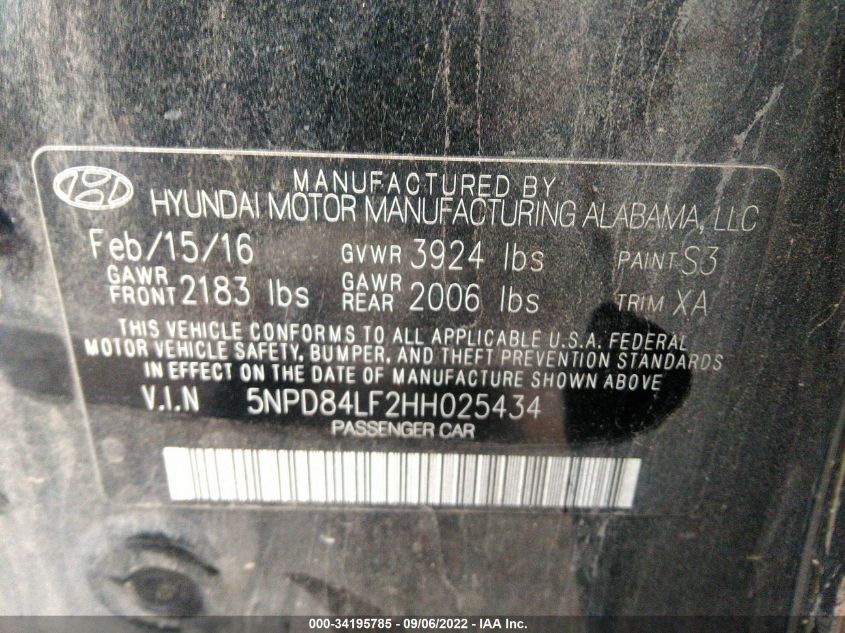 MANUFACTURED BY
HYUNDAI MOTOR MANUFACTURING ALABAMA, LLC
Feb/15/16 GVWR 3924 lbs PAINT S3
GAWR FRONT 2183 lbs GAWR REAR 2006 lbs TRIM XA
THIS VEHICLE CONFORMS TO ALL APPLICABLE U.S.A. FEDERAL
MOTOR VEHICLE SAFETY, BUMPER, AND THEFT PREVENTION STANDARDS
IN EFFECT ON THE DATE OF MANUFACTURE SHOWN ABOVE
V.I.N 5NPD84LF2HH025434
PASSENGER CAR
000-34195785 - 09/06/2022 - IAA Inc.